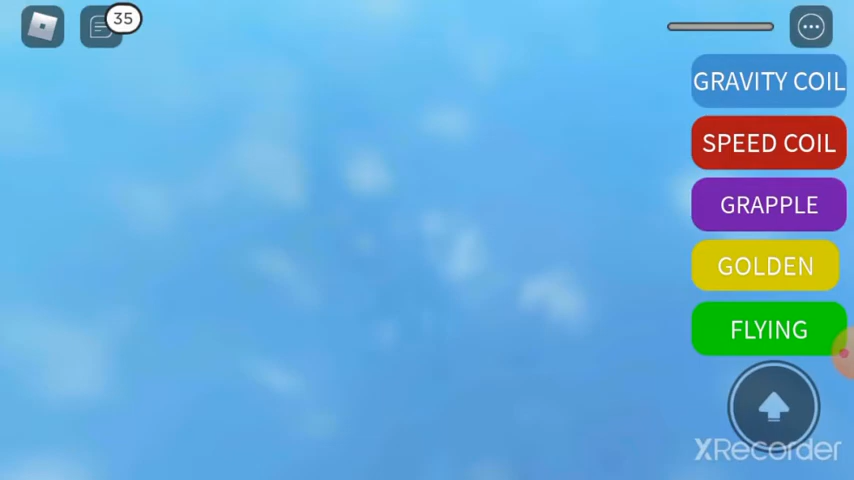 35
GRAVITY COIL
SPEED COIL
GRAPPLE
GOLDEN
FLYING
XRecorder